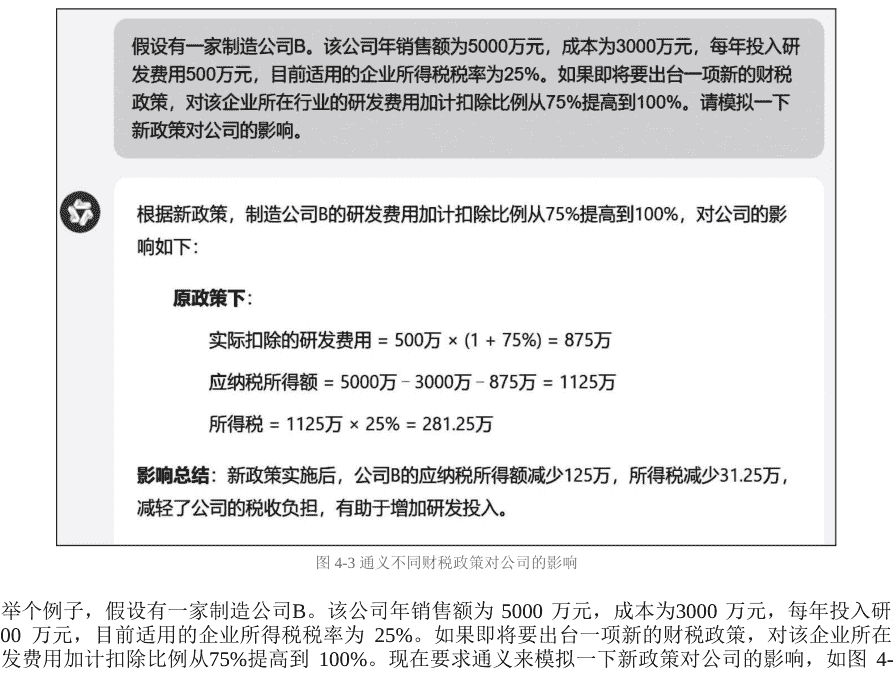 假设有一家制造公司B。该公司年销售额为5000万元，成本为3000万元，每年投入研
发费用500万元，目前适用的企业所得税税率为25%。如果即将要出台一项新的财税
政策，对该企业所在行业的研发费用加计扣除比例从75%提高到100%。请模拟一下
新政策对公司的影响。
根据新政策，制造公司B的研发费用加计扣除比例从75%提高到100%，对公司的影
响如下：
原政策下：
实际扣除的研发费用 = 500万 × (1 + 75%) = 875万
应纳税所得额 = 5000万－3000万－875万 = 1125万
所得税 = 1125万 × 25% = 281.25万
影响总结：新政策实施后，公司B的应纳税所得额减少125万，所得税减少31.25万，
减轻了公司的税收负担，有助于增加研发投入。
图 4-3 通义不同财税政策对公司的影响
举个例子，假设有一家制造公司B。该公司年销售额为 5000 万元，成本为3000 万元，每年投入研
00 万元，目前适用的企业所得税税率为 25%。如果即将要出台一项新的财税政策，对该企业所在
发费用加计扣除比例从75%提高到 100%。现在要求通义来模拟一下新政策对公司的影响，如图 4-